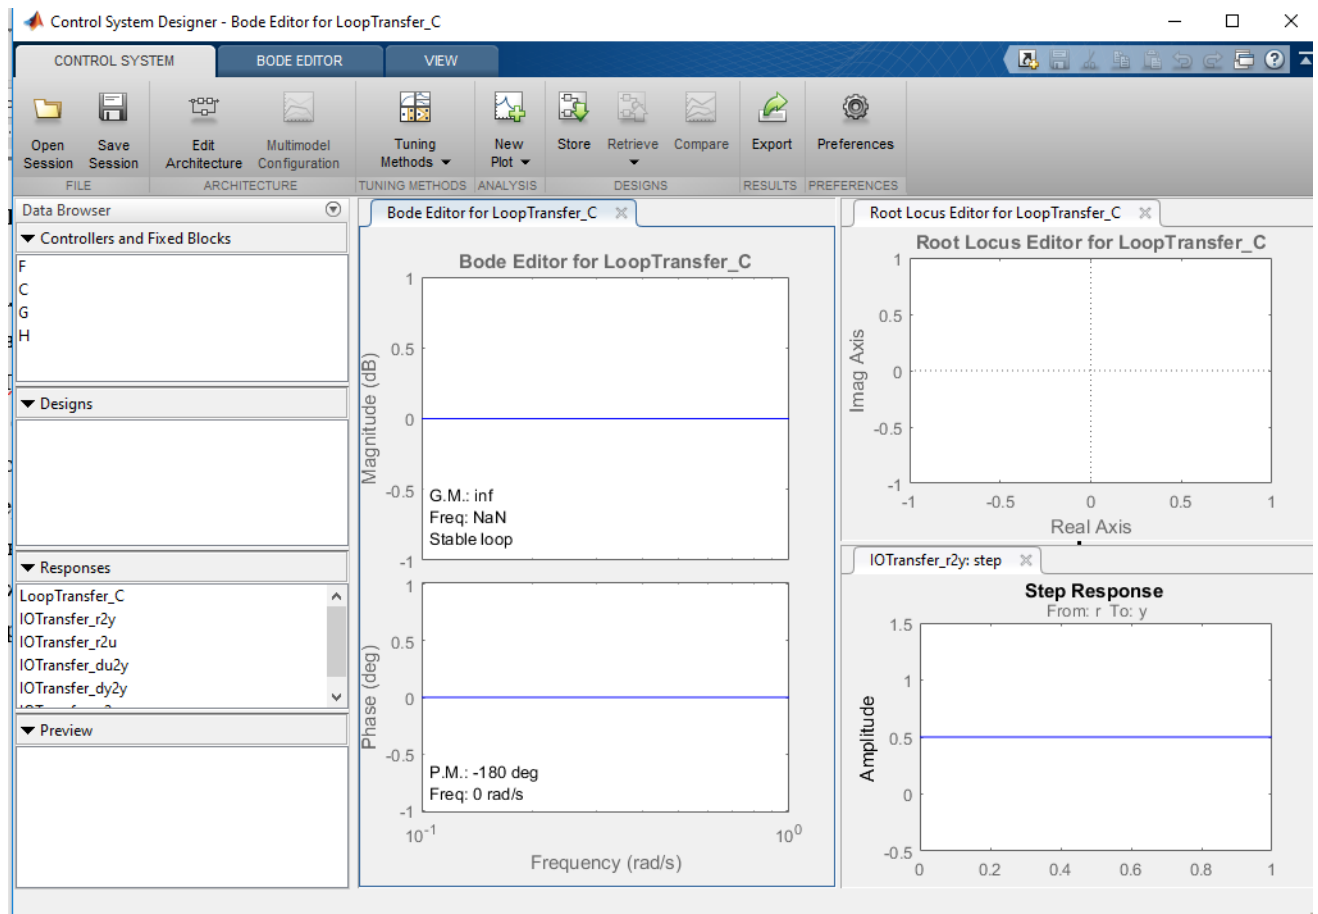 Control System Designer - Bode Editor for LoopTransfer_C
CONTROL SYSTEM
BODE EDITOR
VIEW
Open Session
Save Session
Edit Architecture
Multimodel Configuration
Tuning Methods
New Plot
Store
Retrieve
Compare
Export
Preferences
FILE
ARCHITECTURE
TUNING METHODS
ANALYSIS
DESIGNS
RESULTS
PREFERENCES
Data Browser
Controllers and Fixed Blocks
F
C
G
H
Designs
Responses
LoopTransfer_C
IOTransfer_r2y
IOTransfer_r2u
IOTransfer_du2y
IOTransfer_dy2y
Preview
Bode Editor for LoopTransfer_C
Bode Editor for LoopTransfer_C
Magnitude (dB)
1
0.5
0
-0.5
-1
G.M.: inf
Freq: NaN
Stable loop
Phase (deg)
1
0.5
0
-0.5
-1
P.M.: -180 deg
Freq: 0 rad/s
10^-1
10^0
Frequency (rad/s)
Root Locus Editor for LoopTransfer_C
Root Locus Editor for LoopTransfer_C
Imag Axis
1
0.5
0
-0.5
-1
-1
-0.5
0
0.5
1
Real Axis
IOTransfer_r2y: step
Step Response
From: r To: y
Amplitude
1.5
1
0.5
0
-0.5
0
0.2
0.4
0.6
0.8
1